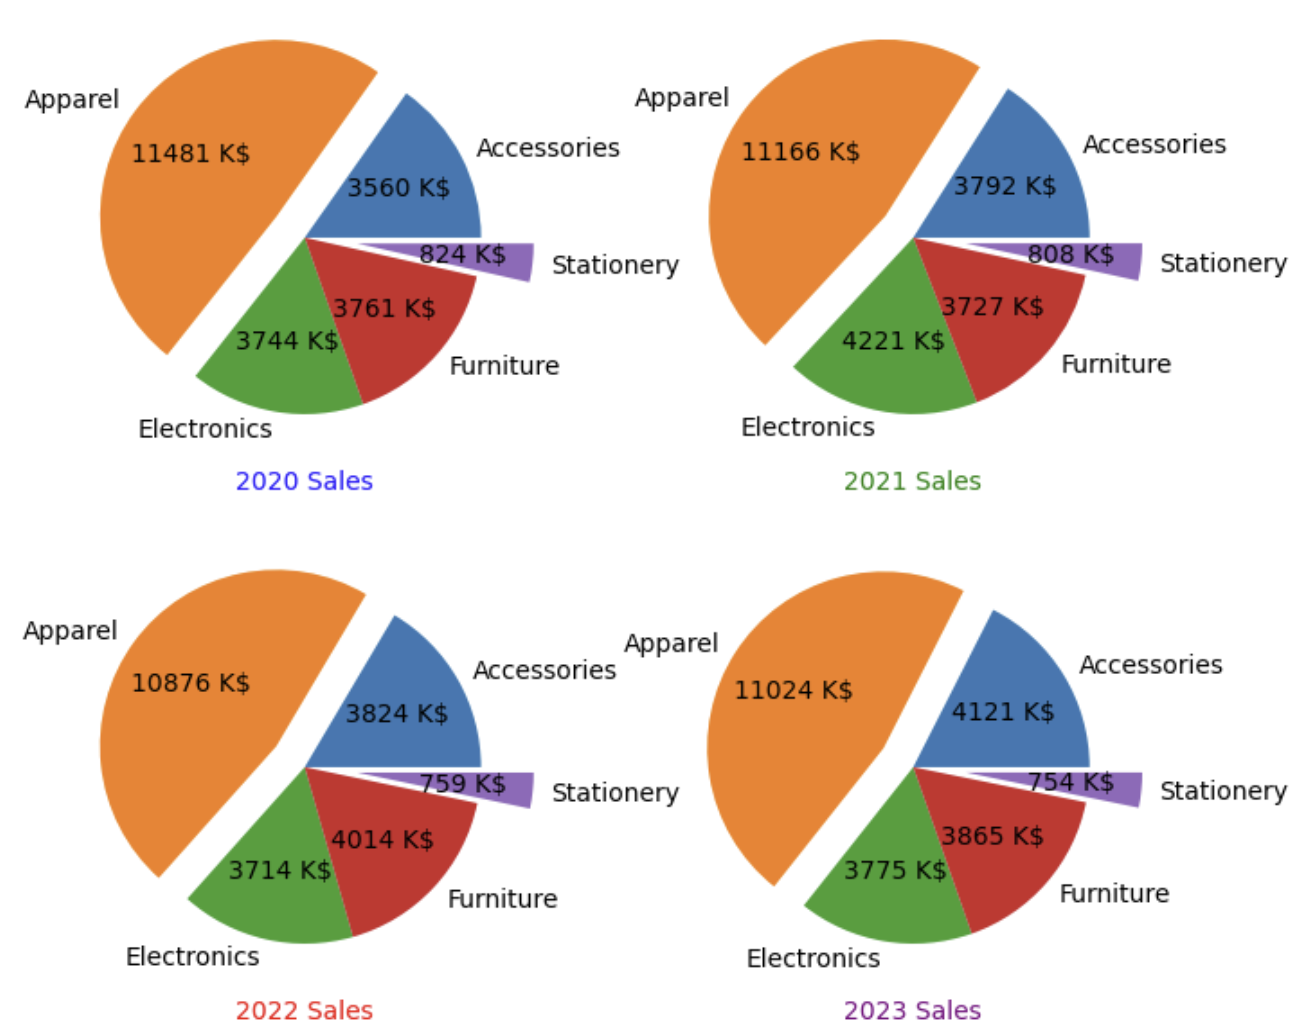 Apparel
11481 K$
Accessories
3560 K$
824 K$
Stationery
3761 K$
3744 K$
Furniture
Electronics
2020 Sales
Apparel
11166 K$
Accessories
3792 K$
808 K$
Stationery
3727 K$
4221 K$
Furniture
Electronics
2021 Sales
Apparel
10876 K$
Accessories
3824 K$
759 K$
Stationery
4014 K$
3714 K$
Furniture
Electronics
2022 Sales
Apparel
11024 K$
Accessories
4121 K$
754 K$
Stationery
3865 K$
3775 K$
Furniture
Electronics
2023 Sales